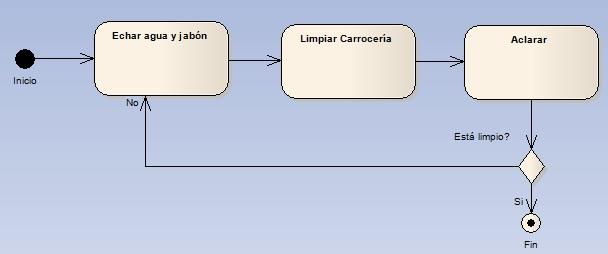 Echar agua y jabón
Limpiar Carrocería
Aclarar
Inicio
No
Está limpio?
Si
Fin